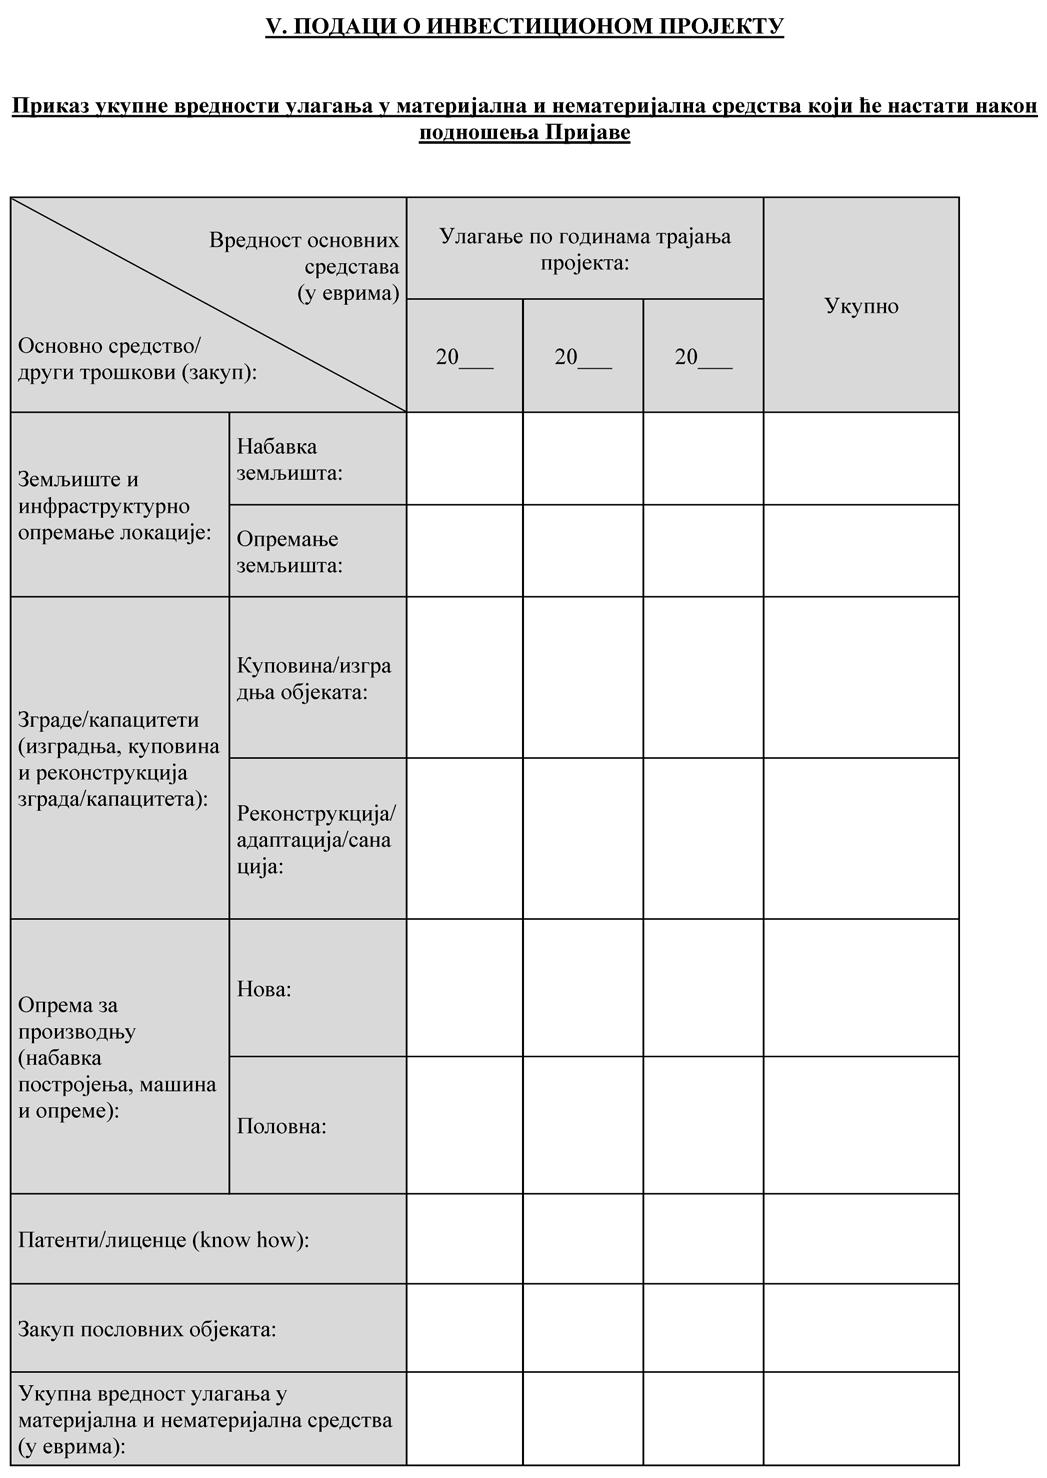 V. ПОДАЦИ О ИНВЕСТИЦИОНОМ ПРОЈЕКТУ
Приказ укупне вредности улагања у материјална и нематеријална средства који ће настати након
подношења Пријаве
Вредност основних
средстава
(у еврима)
Основно средство/
други трошкови (закуп):
Улагање по годинама трајања
пројекта:
Укупно
20___ 20___ 20___
Земљиште и
инфраструктурно
опремање локације:
Набавка
земљишта:
Опремање
земљишта:
Зграде/капацитети
(изградња, куповина
и реконструкција
зграда/капацитета):
Куповина/изгра
дња објеката:
Реконструкција/
адаптација/сана
ција:
Опрема за
производњу
(набавка
постројења, машина
и опреме):
Нова:
Половна:
Патенти/лиценце (know how):
Закуп пословних објеката:
Укупна вредност улагања у
материјална и нематеријална средства
(у еврима):